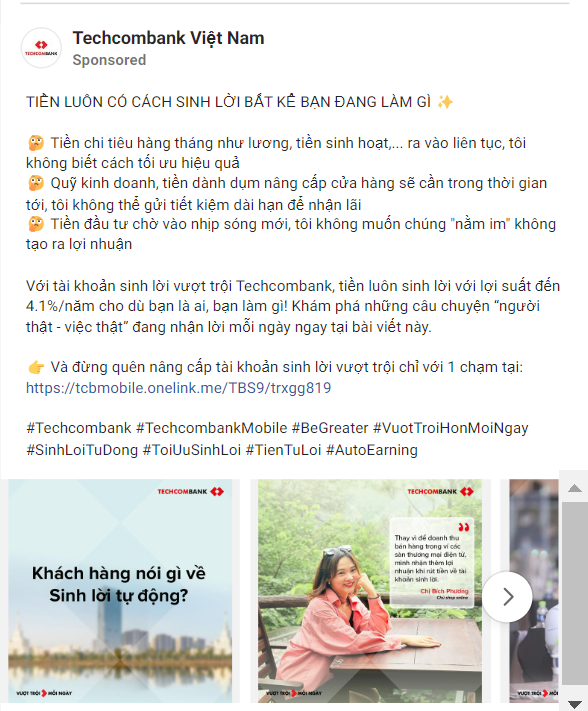 Techcombank Việt Nam
TECHCOMBANK
Sponsored
TIỀN LUÔN CÓ CÁCH SINH LỜI BẤT KỂ BẠN ĐANG LÀM GÌ ✨
🤔 Tiền chi tiêu hàng tháng như lương, tiền sinh hoạt,... ra vào liên tục, tôi
không biết cách tối ưu hiệu quả
🤔 Quỹ kinh doanh, tiền dành dụm nâng cấp cửa hàng sẽ cần trong thời gian
tới, tôi không thể gửi tiết kiệm dài hạn để nhận lãi
🤔 Tiền đầu tư chờ vào nhịp sóng mới, tôi không muốn chúng "nằm im" không
tạo ra lợi nhuận
Với tài khoản sinh lời vượt trội Techcombank, tiền luôn sinh lời với lợi suất đến
4.1%/năm cho dù bạn là ai, bạn làm gì! Khám phá những câu chuyện “người
thật - việc thật” đang nhận lời mỗi ngày ngay tại bài viết này.
👉 Và đừng quên nâng cấp tài khoản sinh lời vượt trội chỉ với 1 chạm tại:
https://tcbmobile.onelink.me/TBS9/trxgg819
#Techcombank #TechcombankMobile #BeGreater #VuotTroiHonMoiNgay
#SinhLoiTuDong #ToiUuSinhLoi #TienTuLoi #AutoEarning
TECHCOMBANK
Khách hàng nói gì về
Sinh lời tự động?
VƯỢT TRỘI MỖI NGÀY
TECHCOMBANK
Thay vì để doanh thu
bán hàng trong ví các
sàn thương mại điện tử,
mình nhận thêm lợi
nhuận khi rút tiền về tài
khoản sinh lời.
Chị Bích Phương
Chủ shop online
VƯỢT TRỘI MỖI NGÀY
VƯỢT TRỘI MỖI NGÀY